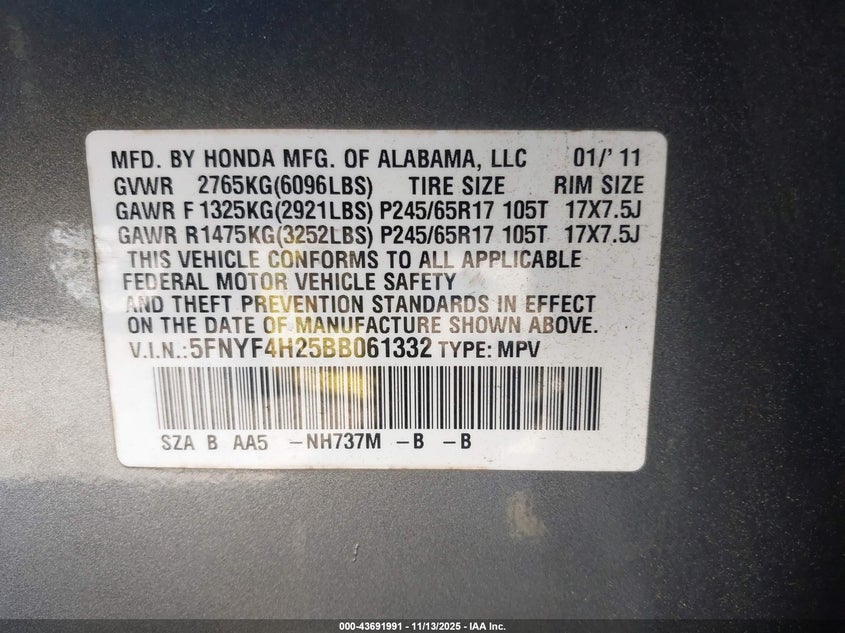 MFD. BY HONDA MFG. OF ALABAMA, LLC 01/' 11
GVWR 2765KG(6096LBS) TIRE SIZE RIM SIZE
GAWR F 1325KG(2921LBS) P245/65R17 105T 17X7.5J
GAWR R1475KG(3252LBS) P245/65R17 105T 17X7.5J
THIS VEHICLE CONFORMS TO ALL APPLICABLE
FEDERAL MOTOR VEHICLE SAFETY
AND THEFT PREVENTION STANDARDS IN EFFECT
ON THE DATE OF MANUFACTURE SHOWN ABOVE.
V.I.N.:5FNYF4H25BB061332 TYPE: MPV
SZA B AA5 -NH737M -B -B
000-43691991 - 11/13/2025 - IAA Inc.